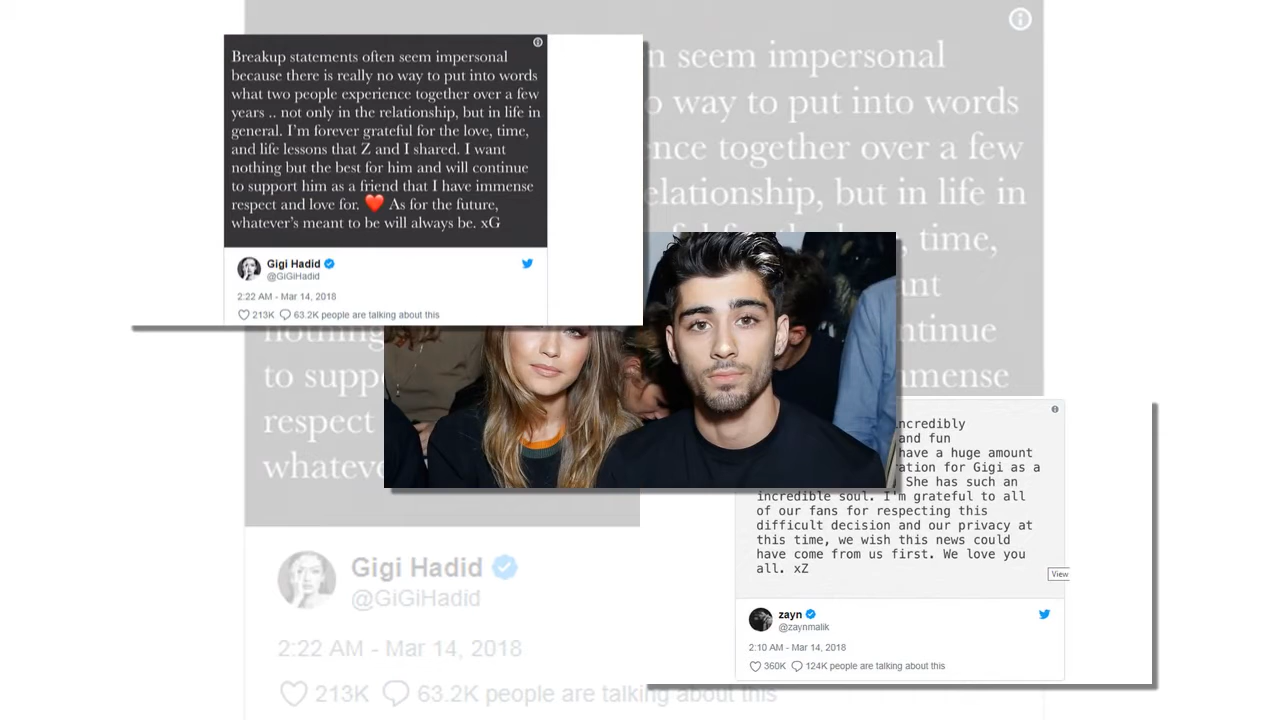 Breakup statements often seem impersonal
because there is really no way to put into words
what two people experience together over a few
years .. not only in the relationship, but in life in
general. I'm forever grateful for the love, time,
and life lessons that Z and I shared. I want
nothing but the best for him and will continue
to support him as a friend that I have immense
respect and love for. ❤️ As for the future,
whatever's meant to be will always be. xG
Gigi Hadid
@GiGiHadid
2:22 AM - Mar 14, 2018
213K 63.2K people are talking about this
seem impersonal
way to put into words
together over a few
but in life in
time,
to
respect
Gigi Hadid
@GiGiHadid
2:22 AM - Mar 14, 2018
213K 63.2K people are talking about this
incredibly
and fun
have a huge amount
for Gigi as a
She has such an
incredible soul. I'm grateful to all
of our fans for respecting this
difficult decision and our privacy at
this time, we wish this news could
have come from us first. We love you
all. xZ
View
zayn
@zaynmalik
2:10 AM - Mar 14, 2018
360K 124K people are talking about this